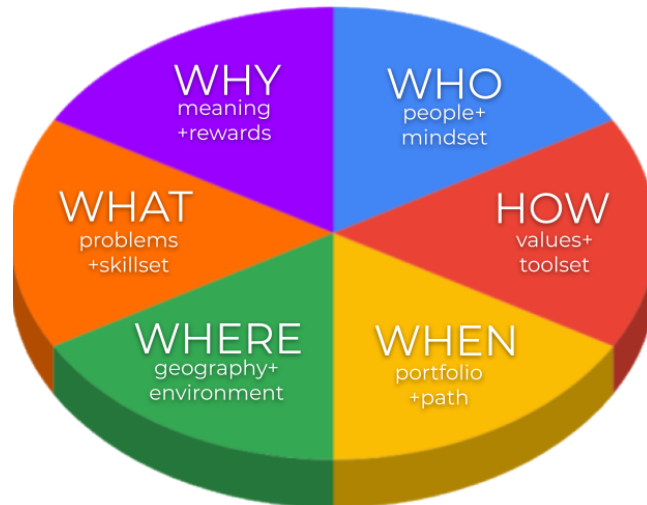 WHY
meaning
+rewards
WHO
people+
mindset
HOW
values+
toolset
WHEN
portfolio
+path
WHERE
geography+
environment
WHAT
problems
+skillset